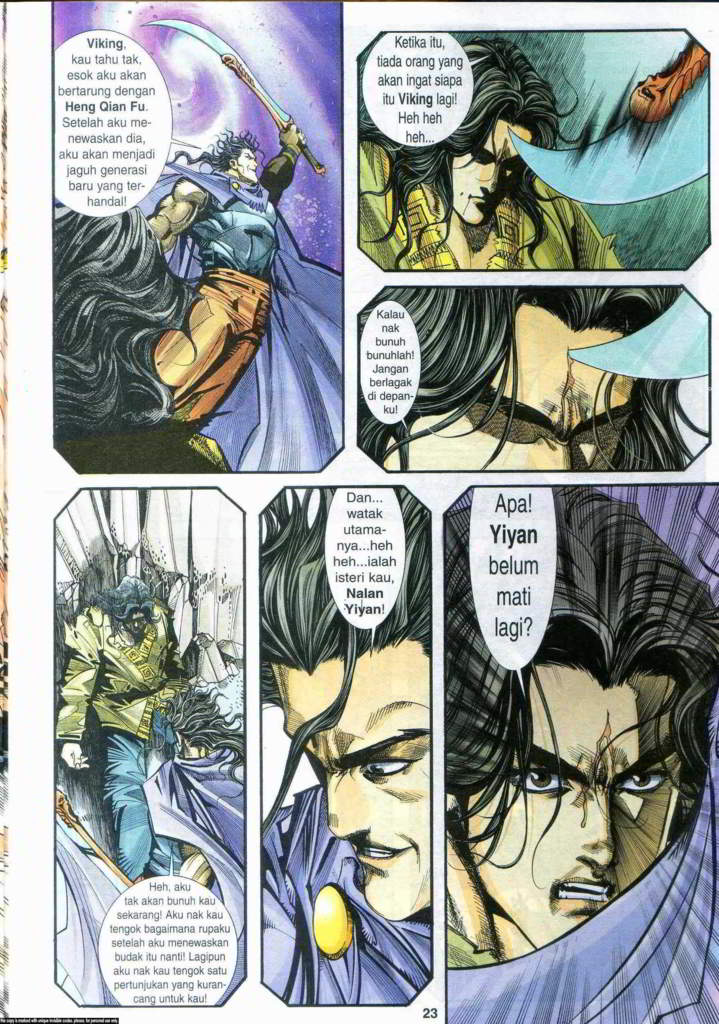 Viking,
kau tahu tak,
esok aku akan
bertarung dengan
Heng Qian Fu.
Setelah aku me-
newaskan dia,
aku akan menjadi
jaguh generasi
baru yang ter-
handal!
Ketika itu,
tiada orang yang
akan ingat siapa
itu Viking lagi!
Heh heh
heh...
Kalau
nak
bunuh
bunuhlah!
Jangan
berlagak
di depan-
ku!
Heh, aku
tak akan bunuh kau
sekarang! Aku nak kau
tengok bagaimana rupaku
setelah aku menewaskan
budak itu nanti! Lagipun
aku nak kau tengok satu
pertunjukan yang kuran-
cang untuk kau!
Dan...
watak
utama-
nya...heh
heh...ialah
isteri kau,
Nalan
Yiyan!
Apa!
Yiyan
belum
mati
lagi?
23